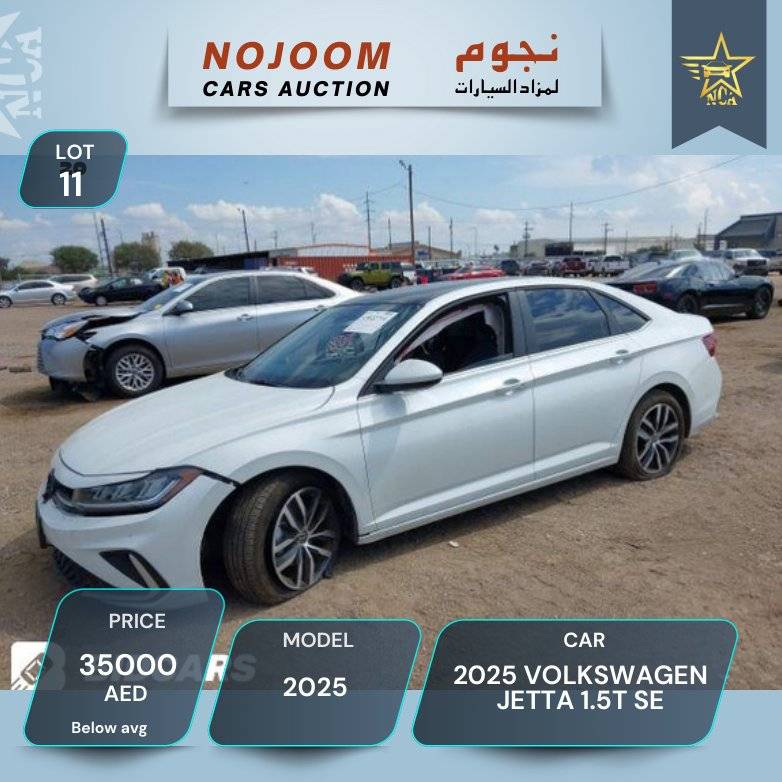 NOJOOM
CARS AUCTION
نجوم
لمزاد السيارات
NCA
NCA
LOT
11
PRICE
35000
AED
Below avg
MODEL
2025
CAR
2025 VOLKSWAGEN
JETTA 1.5T SE